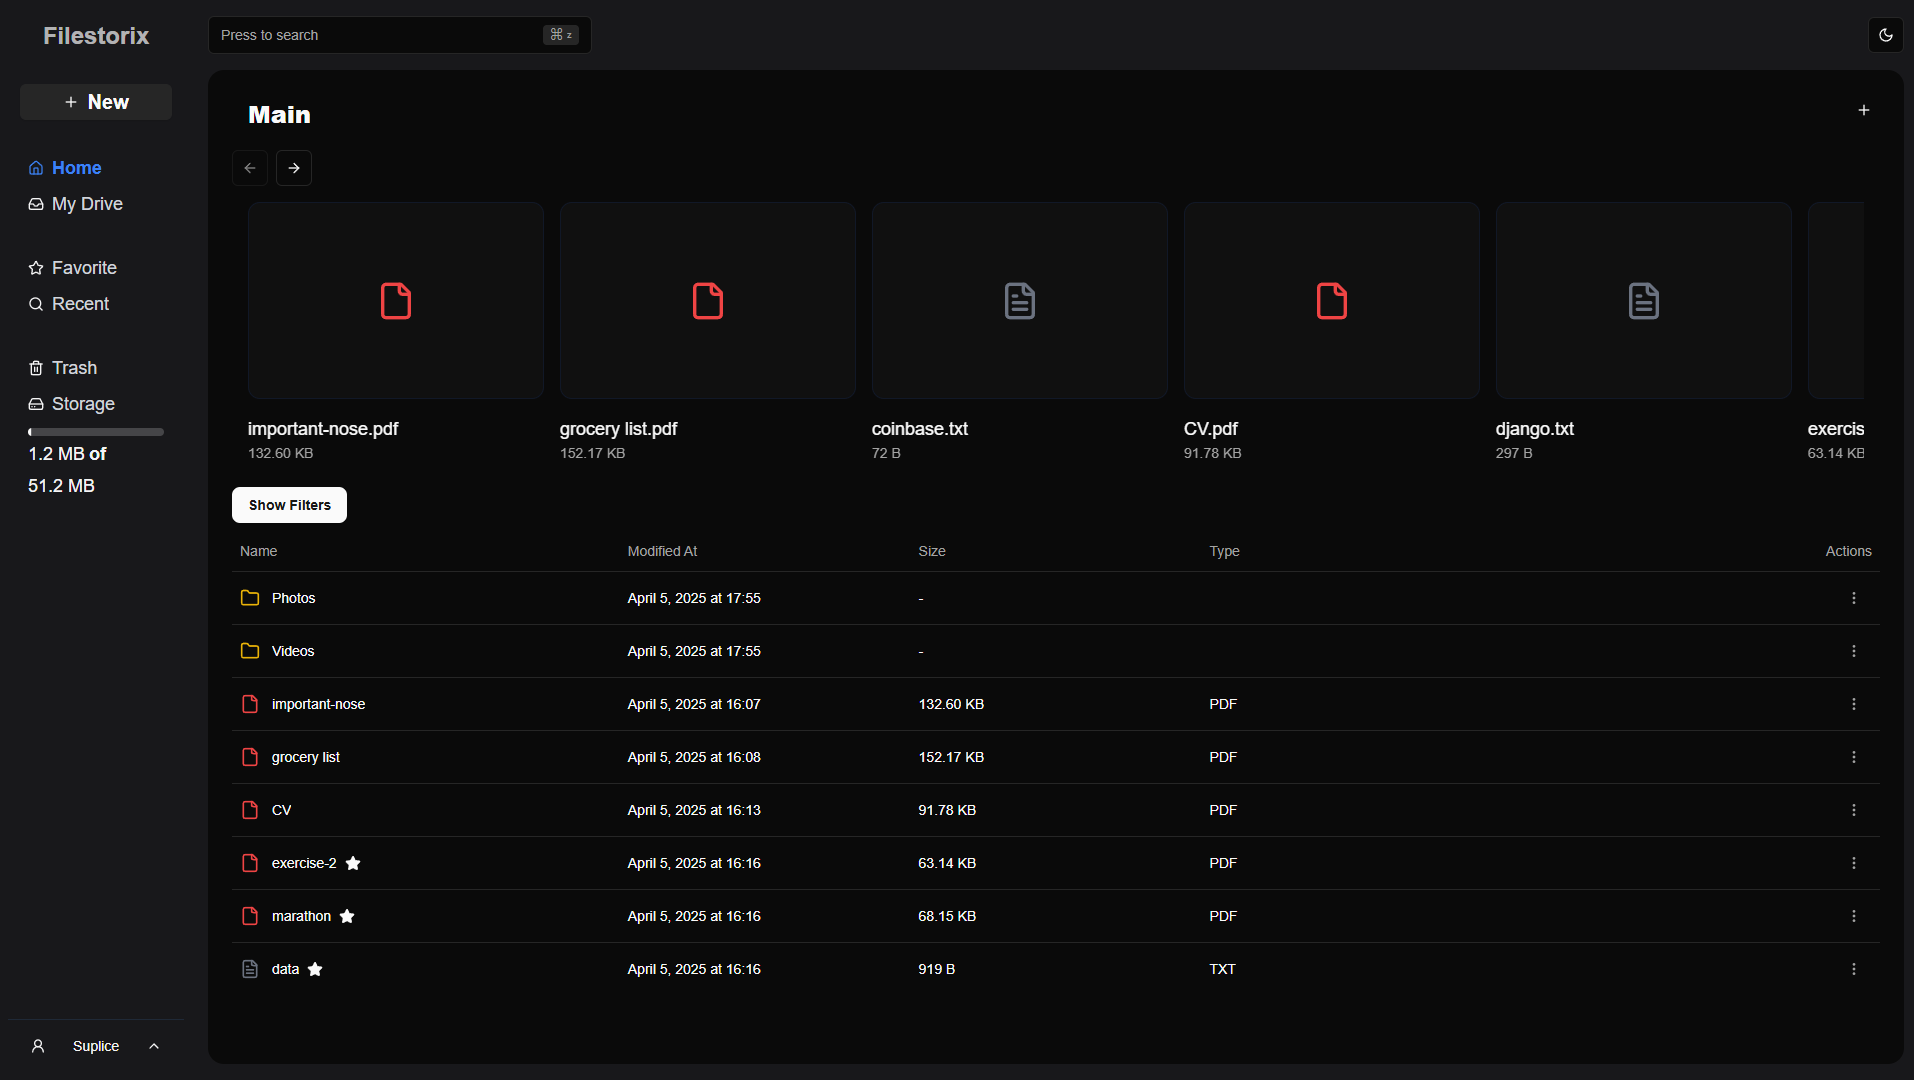 Filestorix
Press to search ⌘ z
+ New
Home
My Drive
Favorite
Recent
Trash
Storage
1.2 MB of
51.2 MB
Suplice
Main
important-nose.pdf
132.60 KB
grocery list.pdf
152.17 KB
coinbase.txt
72 B
CV.pdf
91.78 KB
django.txt
297 B
exercis
63.14 KB
Show Filters
Name Modified At Size Type Actions
Photos April 5, 2025 at 17:55 -
Videos April 5, 2025 at 17:55 -
important-nose April 5, 2025 at 16:07 132.60 KB PDF
grocery list April 5, 2025 at 16:08 152.17 KB PDF
CV April 5, 2025 at 16:13 91.78 KB PDF
exercise-2 April 5, 2025 at 16:16 63.14 KB PDF
marathon April 5, 2025 at 16:16 68.15 KB PDF
data April 5, 2025 at 16:16 919 B TXT